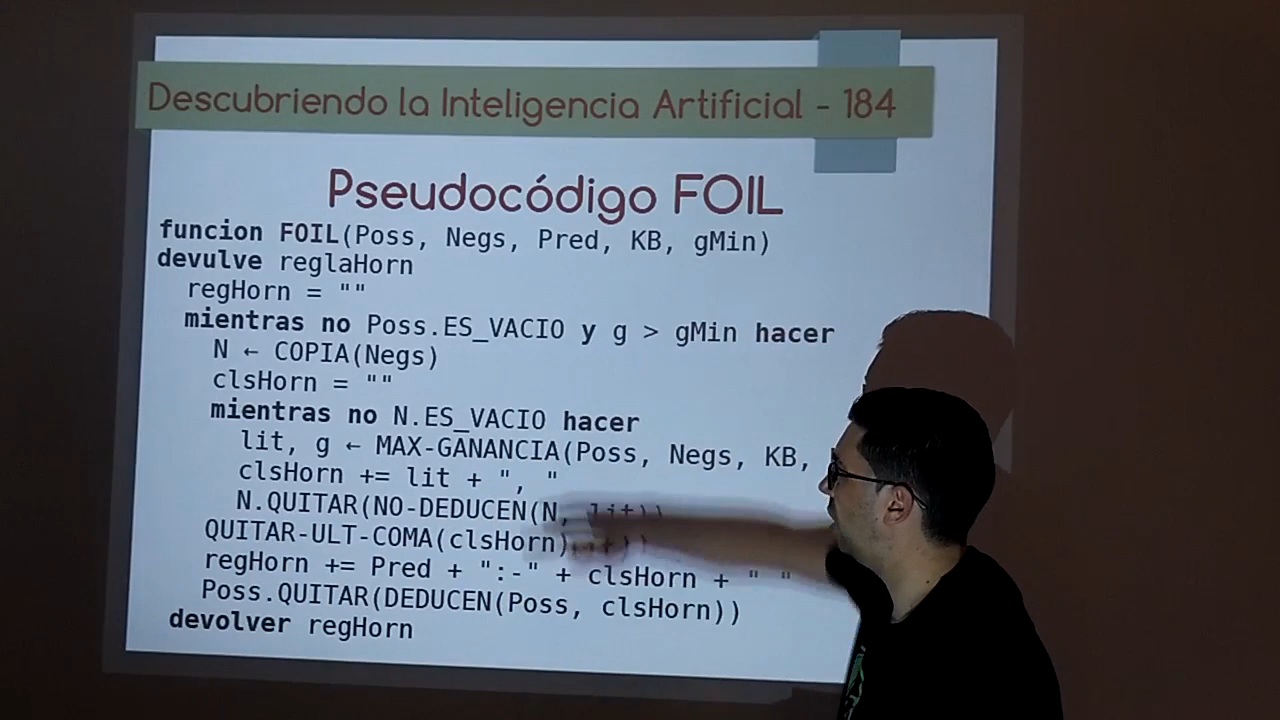 Descubriendo la Inteligencia Artificial - 184
Pseudocódigo FOIL
funcion FOIL(Poss, Negs, Pred, KB, gMin)
devulve reglaHorn
regHorn = ""
mientras no Poss.ES_VACIO y g > gMin hacer
N ← COPIA(Negs)
clsHorn = ""
mientras no N.ES_VACIO hacer
lit, g ← MAX-GANANCIA(Poss, Negs, KB,
clsHorn += lit + ", "
N.QUITAR(NO-DEDUCEN(N, lit))
QUITAR-ULT-COMA(clsHorn)
regHorn += Pred + ":-" + clsHorn + " "
Poss.QUITAR(DEDUCEN(Poss, clsHorn))
devolver regHorn